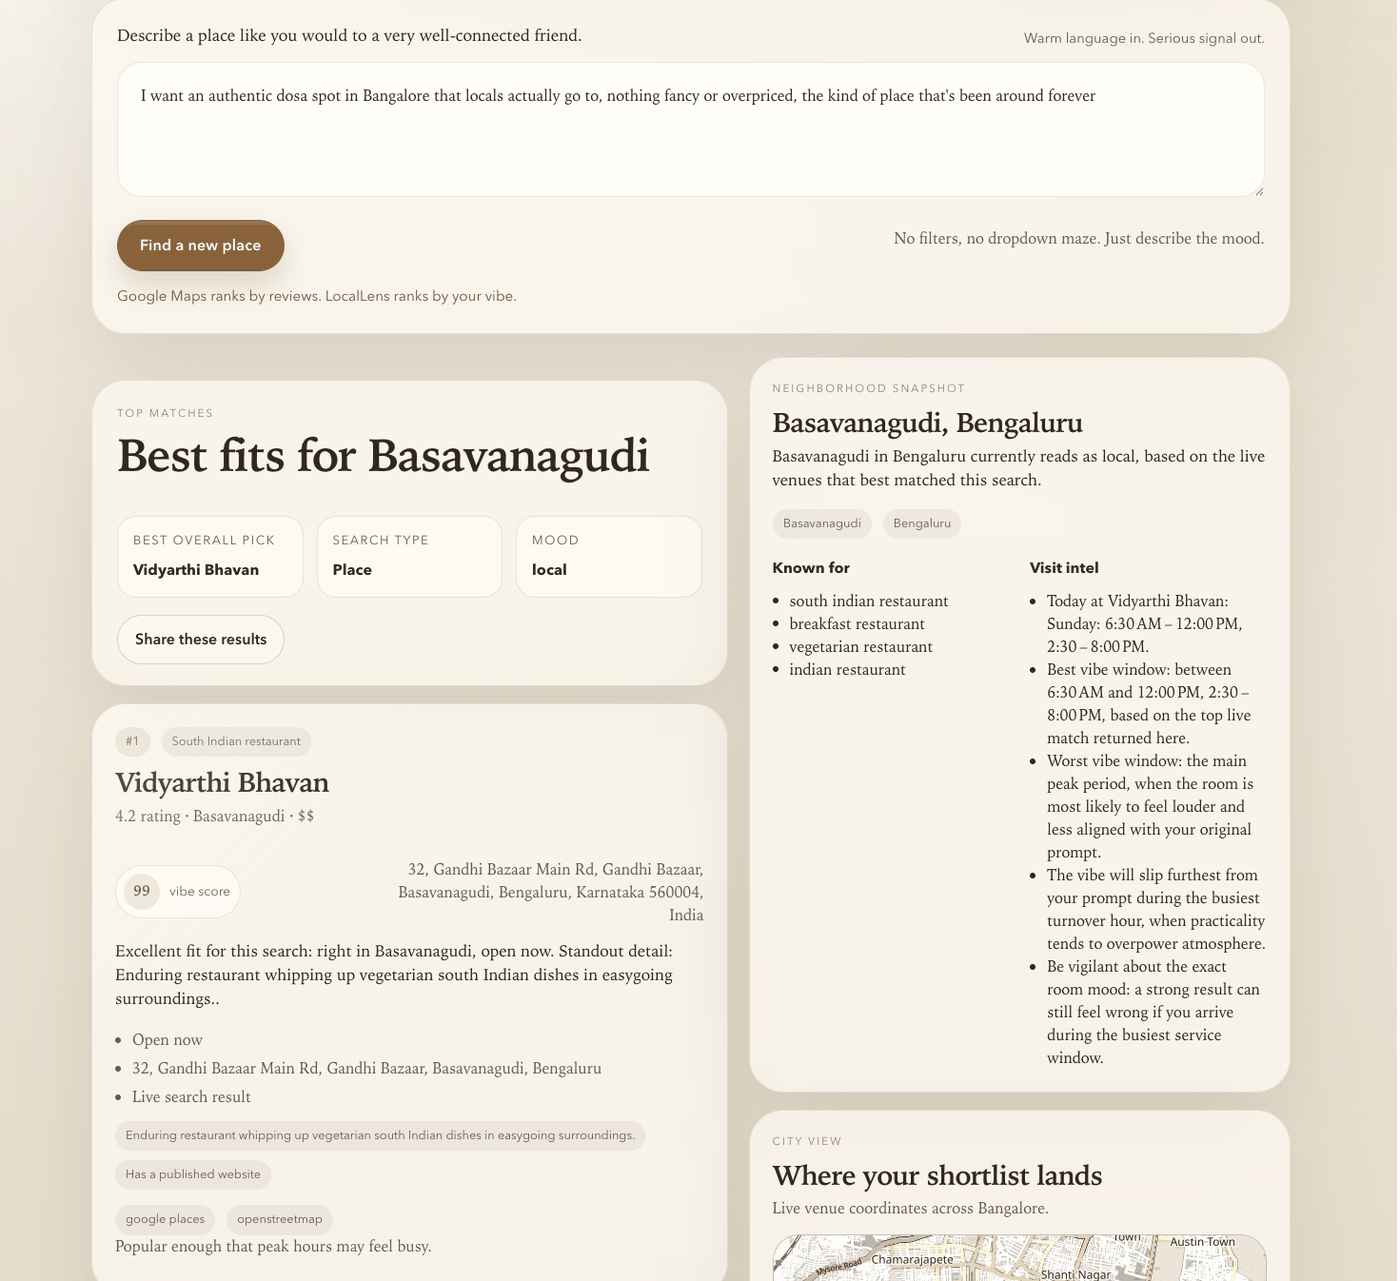 Describe a place like you would to a very well-connected friend.
Warm language in. Serious signal out.
I want an authentic dosa spot in Bangalore that locals actually go to, nothing fancy or overpriced, the kind of place that's been around forever
Find a new place
No filters, no dropdown maze. Just describe the mood.
Google Maps ranks by reviews. LocalLens ranks by your vibe.
TOP MATCHES
Best fits for Basavanagudi
BEST OVERALL PICK
Vidyarthi Bhavan
SEARCH TYPE
Place
MOOD
local
Share these results
#1
South Indian restaurant
Vidyarthi Bhavan
4.2 rating · Basavanagudi · $$
99 vibe score
32, Gandhi Bazaar Main Rd, Gandhi Bazaar,
Basavanagudi, Bengaluru, Karnataka 560004,
India
Excellent fit for this search: right in Basavanagudi, open now. Standout detail:
Enduring restaurant whipping up vegetarian south Indian dishes in easygoing
surroundings..
• Open now
• 32, Gandhi Bazaar Main Rd, Gandhi Bazaar, Basavanagudi, Bengaluru
• Live search result
Enduring restaurant whipping up vegetarian south Indian dishes in easygoing surroundings.
Has a published website
google places
openstreetmap
Popular enough that peak hours may feel busy.
NEIGHBORHOOD SNAPSHOT
Basavanagudi, Bengaluru
Basavanagudi in Bengaluru currently reads as local, based on the live
venues that best matched this search.
Basavanagudi
Bengaluru
Known for
• south indian restaurant
• breakfast restaurant
• vegetarian restaurant
• indian restaurant
Visit intel
• Today at Vidyarthi Bhavan:
Sunday: 6:30 AM – 12:00 PM,
2:30 – 8:00 PM.
• Best vibe window: between
6:30 AM and 12:00 PM, 2:30 –
8:00 PM, based on the top live
match returned here.
• Worst vibe window: the main
peak period, when the room is
most likely to feel louder and
less aligned with your original
prompt.
• The vibe will slip furthest from
your prompt during the busiest
turnover hour, when practicality
tends to overpower atmosphere.
• Be vigilant about the exact
room mood: a strong result can
still feel wrong if you arrive
during the busiest service
window.
CITY VIEW
Where your shortlist lands
Live venue coordinates across Bangalore.
Town
Austin Town
Chamarajapete
Mysore Road
Shanti Nagar